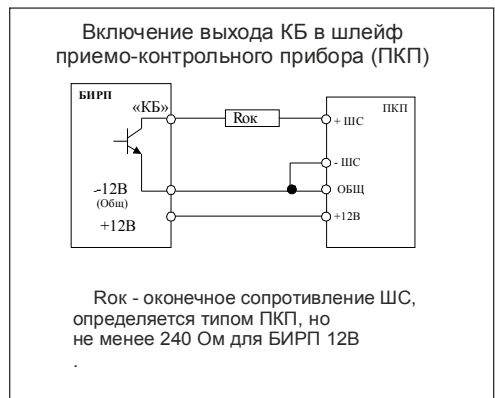 Включение выхода КБ в шлейф
приемо-контрольного прибора (ПКП)
БИРП
«КБ»
Rок
ПКП
+ ШС
- ШС
-12В
(Общ)
ОБЩ
+12В
+12В
Rок - оконечное сопротивление ШС,
определяется типом ПКП, но
не менее 240 Ом для БИРП 12В
.